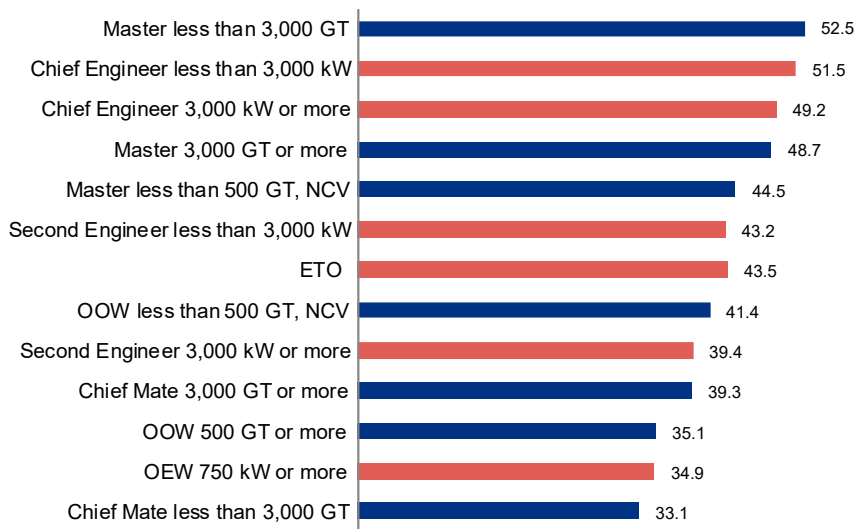 Master less than 3,000 GT 52.5
Chief Engineer less than 3,000 kW 51.5
Chief Engineer 3,000 kW or more 49.2
Master 3,000 GT or more 48.7
Master less than 500 GT, NCV 44.5
Second Engineer less than 3,000 kW 43.2
ETO 43.5
OOW less than 500 GT, NCV 41.4
Second Engineer 3,000 kW or more 39.4
Chief Mate 3,000 GT or more 39.3
OOW 500 GT or more 35.1
OEW 750 kW or more 34.9
Chief Mate less than 3,000 GT 33.1